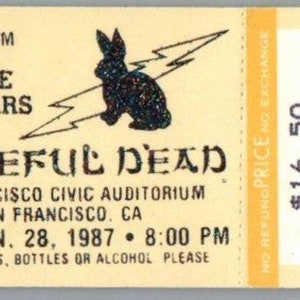 M
E
ARS
EFUL DEAD
CISCO CIVIC AUDITORIUM
N FRANCISCO, CA
N. 28, 1987 • 8:00 PM
S, BOTTLES OR ALCOHOL PLEASE
NO REFUND PRICE NO EXCHANGE
$16.50